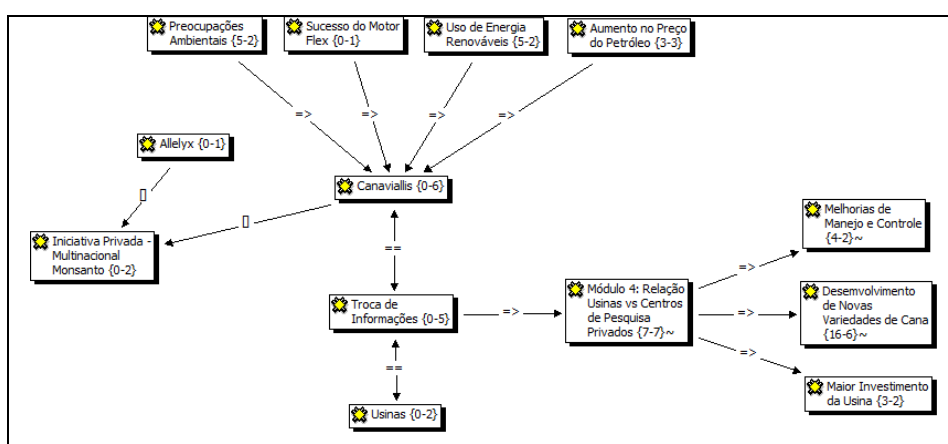 Preocupações
Ambientais {5-2}
Sucesso do Motor
Flex {0-1}
Uso de Energia
Renováveis {5-2}
Aumento no Preço
do Petróleo {3-3}
=>
=>
=>
=>
Allelyx {0-1}
[]
Canaviallis {0-6}
[]
Iniciativa Privada -
Multinacional
Monsanto {0-2}
==
Troca de
Informações {0-5}
=>
Módulo 4: Relação
Usinas vs Centros
de Pesquisa
Privados {7-7}~
=>
Melhorias de
Manejo e Controle
{4-2}~
=>
Desemvolvimento
de Novas
Variedades de Cana
{16-6}~
=>
Maior Investimento
da Usina {3-2}
==
Usinas {0-2}